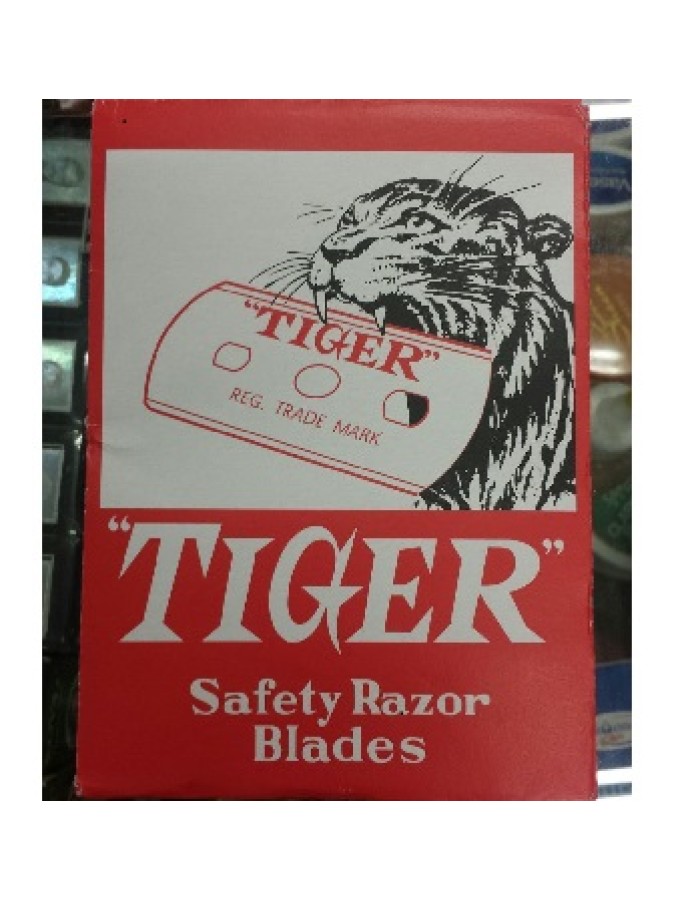 "TIGER"
REG. TRADE MARK
"TIGER"
Safety Razor
Blades